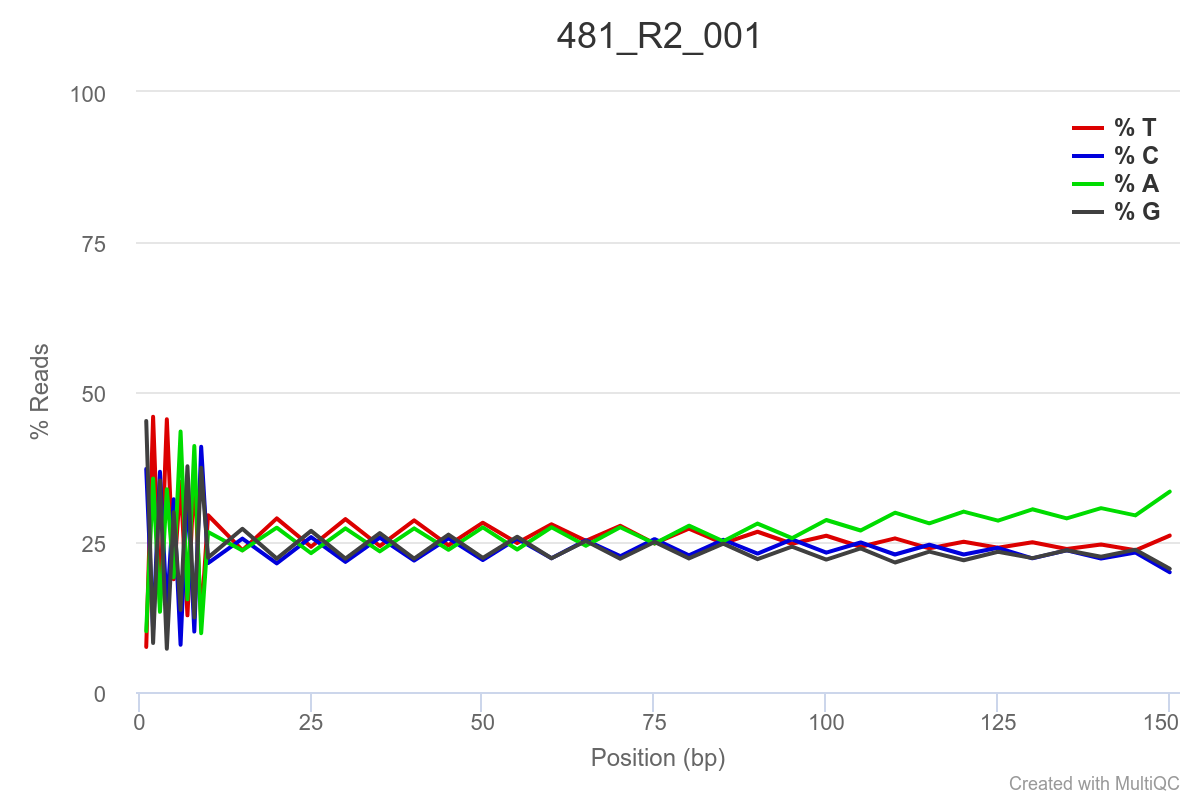 481_R2_001
100
75
50
25
0
% Reads
% T
% C
% A
% G
0 25 50 75 100 125 150
Position (bp)
Created with MultiQC